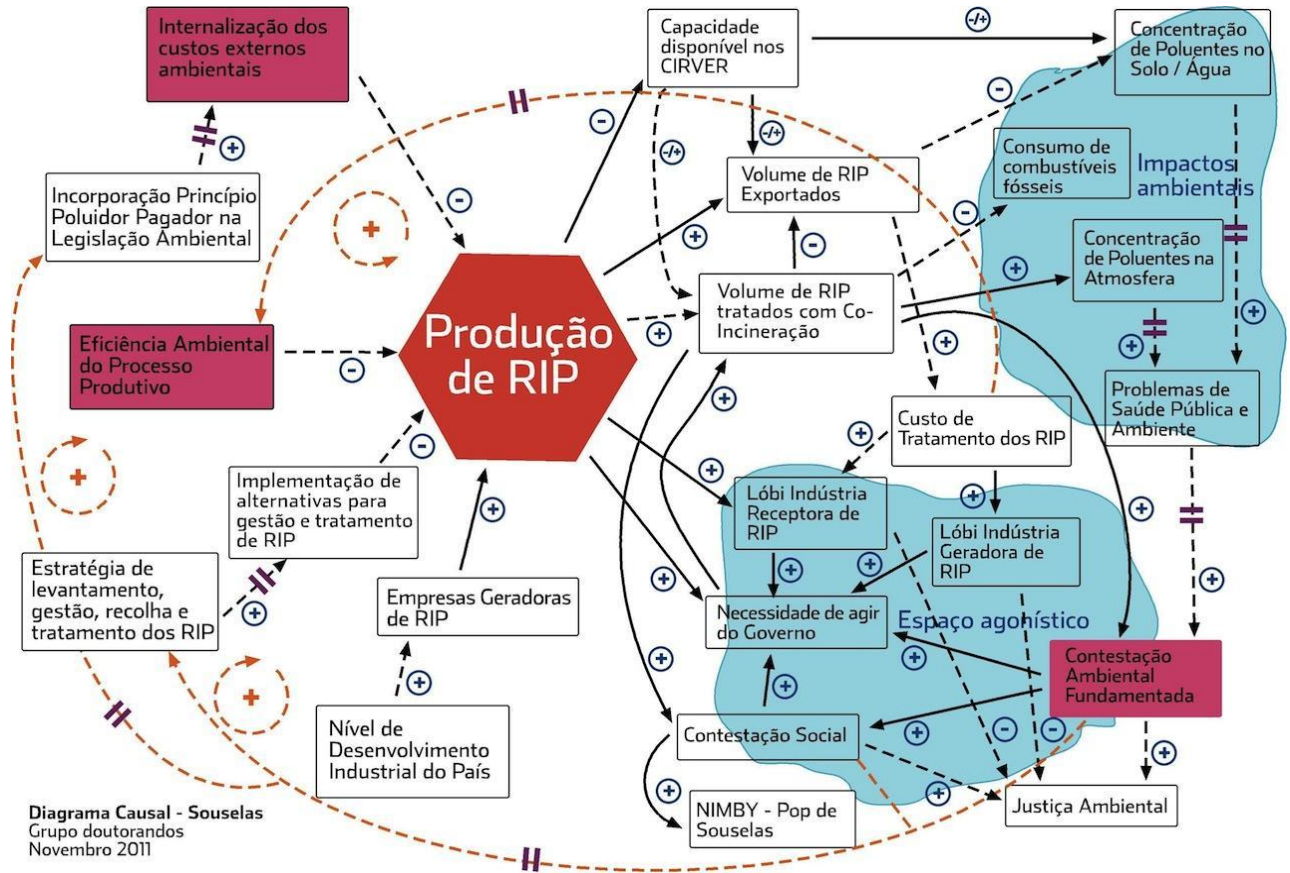 Internalização dos
custos externos
ambientais
Capacidade
disponível nos
CIRVER
-/+
Concentração
de Poluentes no
Solo / Água
-
-
-/+
-/+
+
Consumo de
combustíveis
fósseis
Impactos
ambientais
Incorporação Princípio
Poluidor Pagador na
Legislação Ambiental
Volume de RIP
Exportados
-
-
+
+
-
Concentração
de Poluentes na
Atmosfera
+
Produção
de RIP
Volume de RIP
tratados com Co-
Incineração
+
+
+
+
Eficiência Ambiental
do Processo
Produtivo
-
Problemas de
Saúde Pública e
Ambiente
+
Custo de
Tratamento dos RIP
+
-
+
+
Implementação de
alternativas para
gestão e tratamento
de RIP
Lóbi Indústria
Receptora de
RIP
+
+
+
Lóbi Indústria
Geradora de
RIP
Estratégia de
levantamento,
gestão, recolha e
tratamento dos RIP
+
Empresas Geradoras
de RIP
+
+
+
+
Necessidade de agir
do Governo
Espaço agonístico
+
+
Contestação
Ambiental
Fundamentada
+
+
+
+
Nível de
Desenvolvimento
Industrial do País
Contestação Social
+
-
-
+
+
NIMBY - Pop de
Souselas
+
Justiça Ambiental
Diagrama Causal - Souselas
Grupo doutorandos
Novembro 2011